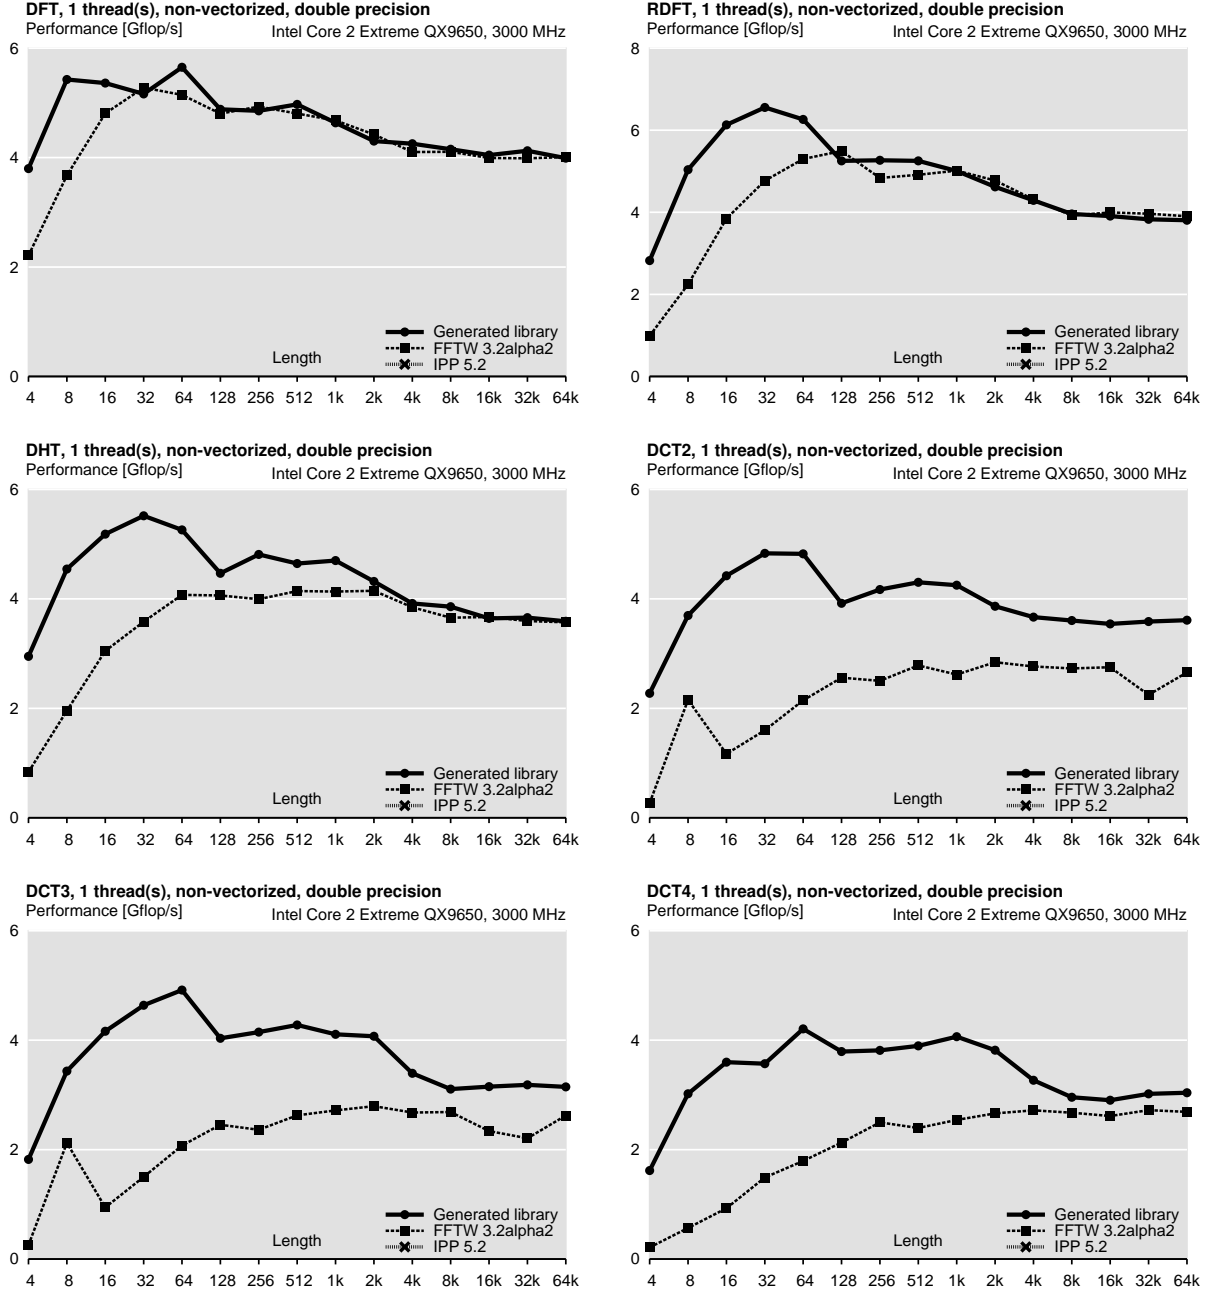 DFT, 1 thread(s), non-vectorized, double precision
Performance [Gflop/s] Intel Core 2 Extreme QX9650, 3000 MHz
6
4
2
0
Generated library
FFTW 3.2alpha2
IPP 5.2
Length
4 8 16 32 64 128 256 512 1k 2k 4k 8k 16k 32k 64k
RDFT, 1 thread(s), non-vectorized, double precision
Performance [Gflop/s] Intel Core 2 Extreme QX9650, 3000 MHz
8
6
4
2
0
Generated library
FFTW 3.2alpha2
IPP 5.2
Length
4 8 16 32 64 128 256 512 1k 2k 4k 8k 16k 32k 64k
DHT, 1 thread(s), non-vectorized, double precision
Performance [Gflop/s] Intel Core 2 Extreme QX9650, 3000 MHz
6
4
2
0
Generated library
FFTW 3.2alpha2
IPP 5.2
Length
4 8 16 32 64 128 256 512 1k 2k 4k 8k 16k 32k 64k
DCT2, 1 thread(s), non-vectorized, double precision
Performance [Gflop/s] Intel Core 2 Extreme QX9650, 3000 MHz
6
4
2
0
Generated library
FFTW 3.2alpha2
IPP 5.2
Length
4 8 16 32 64 128 256 512 1k 2k 4k 8k 16k 32k 64k
DCT3, 1 thread(s), non-vectorized, double precision
Performance [Gflop/s] Intel Core 2 Extreme QX9650, 3000 MHz
6
4
2
0
Generated library
FFTW 3.2alpha2
IPP 5.2
Length
4 8 16 32 64 128 256 512 1k 2k 4k 8k 16k 32k 64k
DCT4, 1 thread(s), non-vectorized, double precision
Performance [Gflop/s] Intel Core 2 Extreme QX9650, 3000 MHz
6
4
2
0
Generated library
FFTW 3.2alpha2
IPP 5.2
Length
4 8 16 32 64 128 256 512 1k 2k 4k 8k 16k 32k 64k